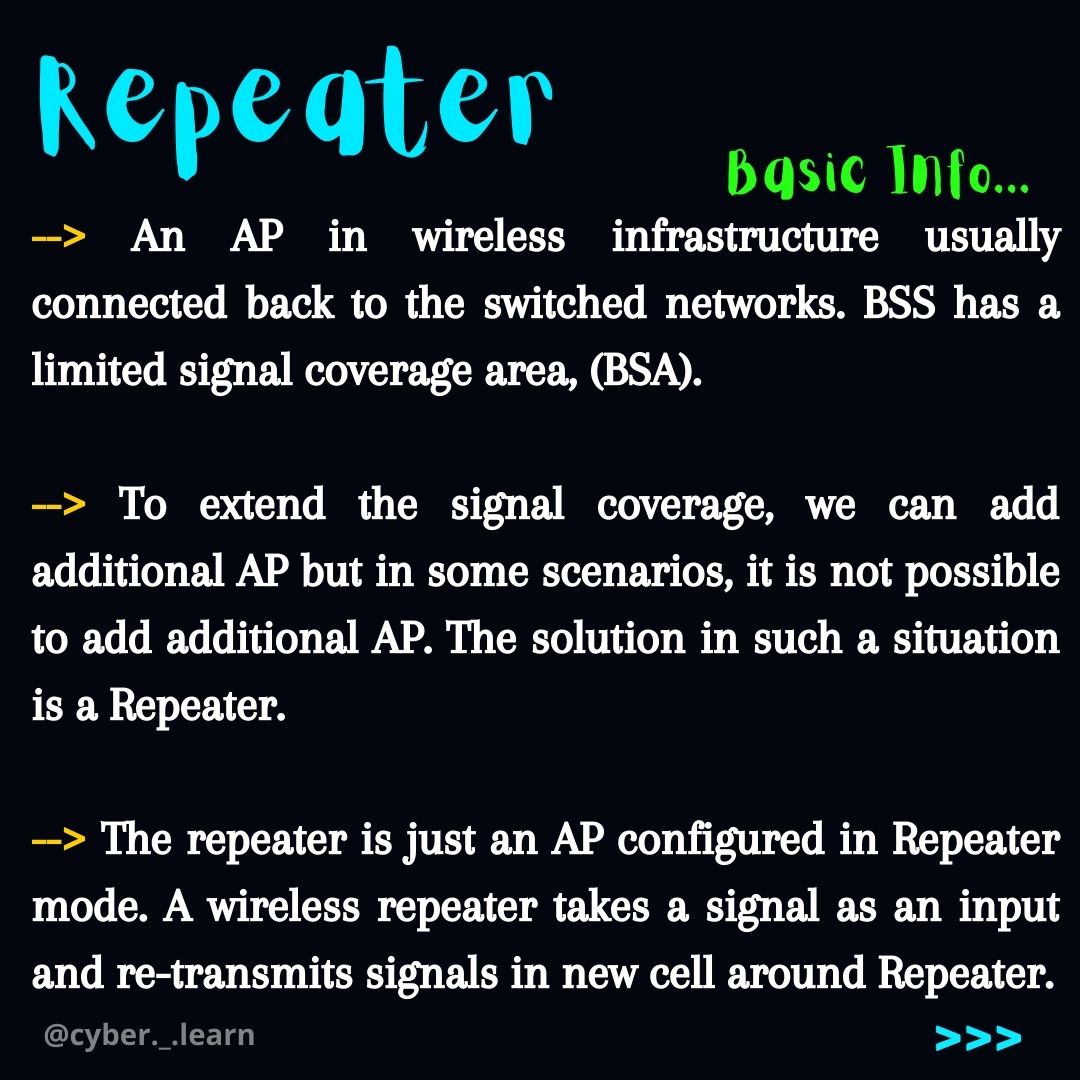 Repeater
Basic Info...
--> An AP in wireless infrastructure usually
connected back to the switched networks. BSS has a
limited signal coverage area, (BSA).
--> To extend the signal coverage, we can add
additional AP but in some scenarios, it is not possible
to add additional AP. The solution in such a situation
is a Repeater.
--> The repeater is just an AP configured in Repeater
mode. A wireless repeater takes a signal as an input
and re-transmits signals in new cell around Repeater.
@cyber._.learn
>>>